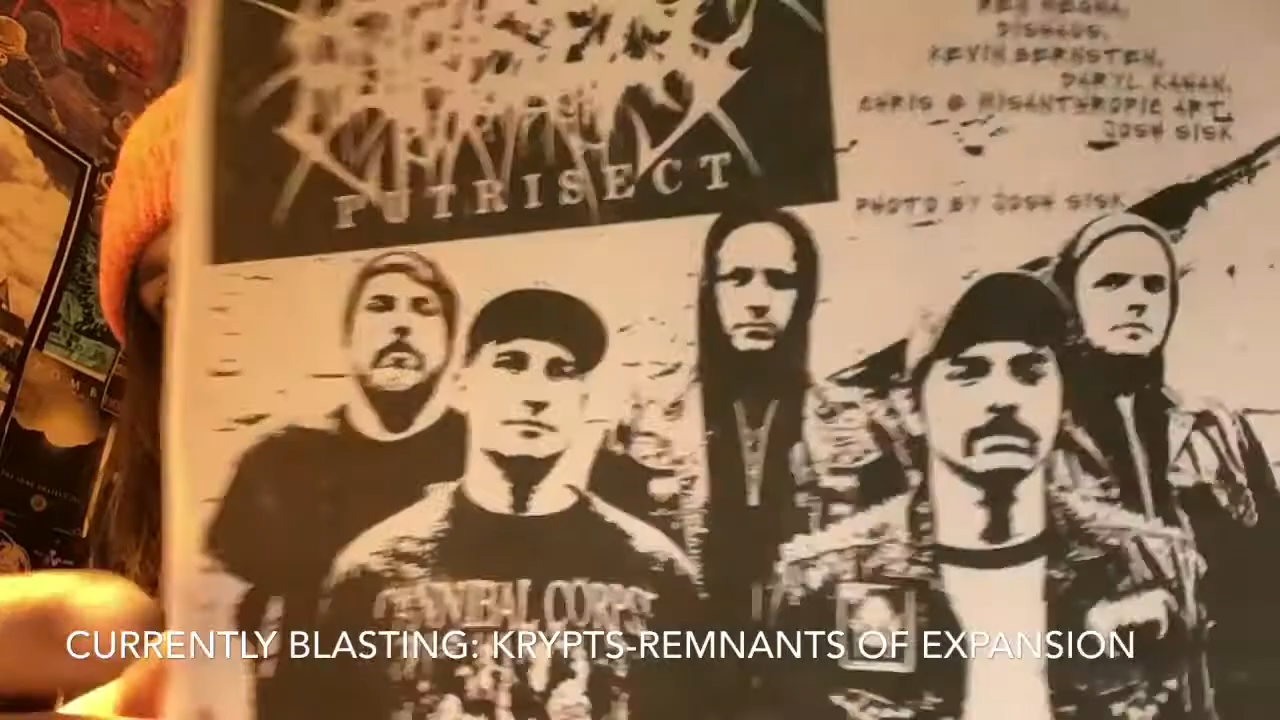 DISGUS,
KEVIN BERNSTEN,
DARYL KAHAN,
CHRIS @ MISANTHROPIC ART,
JOSH SISK
PUTRISECT
PHOTO BY JOSH SISK
CANNIBAL CORPSE
CURRENTLY BLASTING: KRYPTS-REMNANTS OF EXPANSION